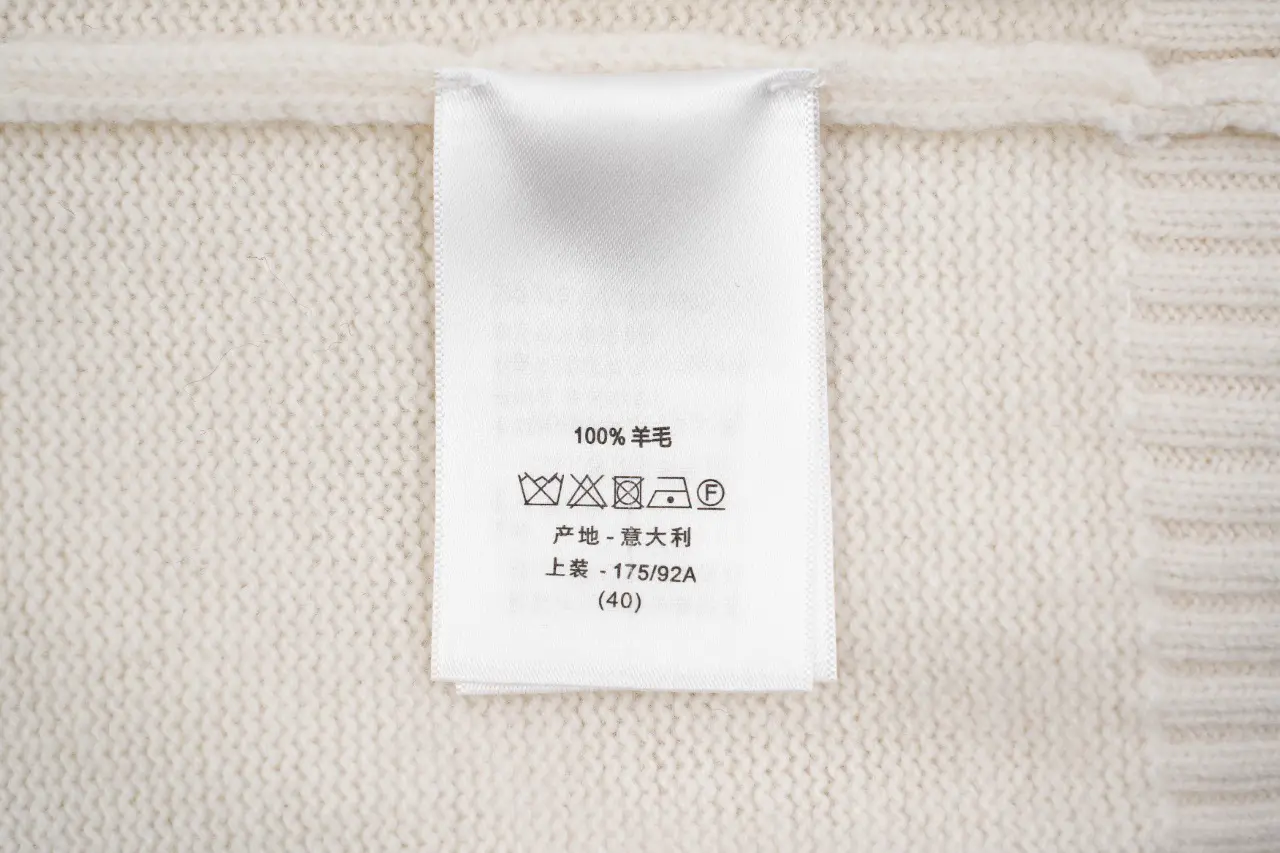 100% 羊毛
F
产地 - 意大利
上装 - 175/92A
(40)